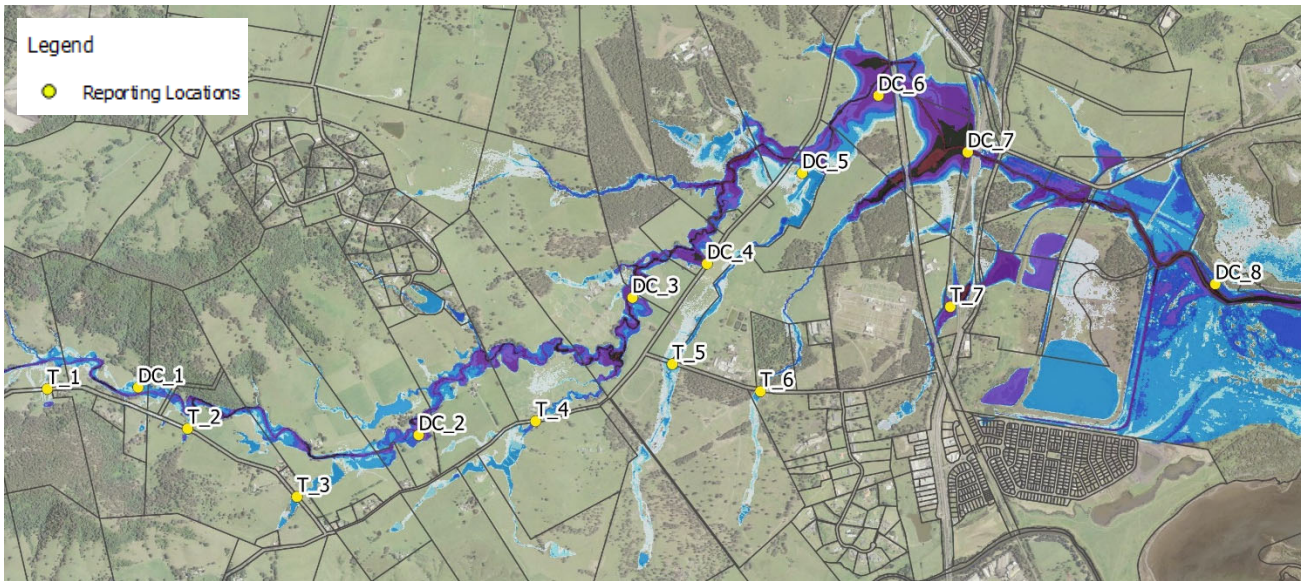 Legend
Reporting Locations
DC_6
DC_7
DC_5
DC_4
DC_8
DC_3
T_7
T_5
T_1
DC_1
T_6
T_2
DC_2
T_4
T_3